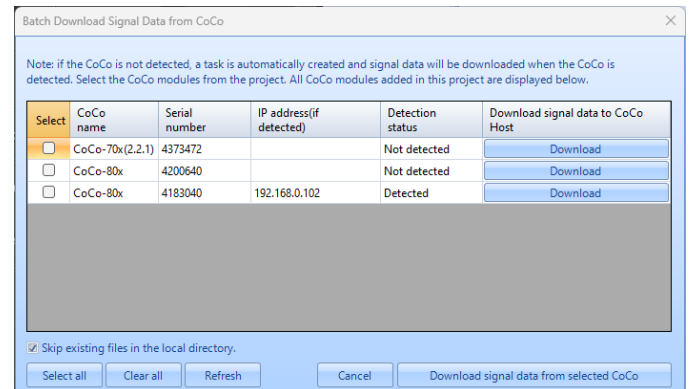 Batch Download Signal Data from CoCo
Note: if the CoCo is not detected, a task is automatically created and signal data will be downloaded when the CoCo is
detected. Select the CoCo modules from the project. All CoCo modules added in this project are displayed below.
Select CoCo name Serial number IP address(if detected) Detection status Download signal data to CoCo Host
CoCo-70x(2.2.1) 4373472 Not detected Download
CoCo-80x 4200640 Not detected Download
CoCo-80x 4183040 192.168.0.102 Detected Download
Skip existing files in the local directory.
Select all Clear all Refresh Cancel Download signal data from selected CoCo